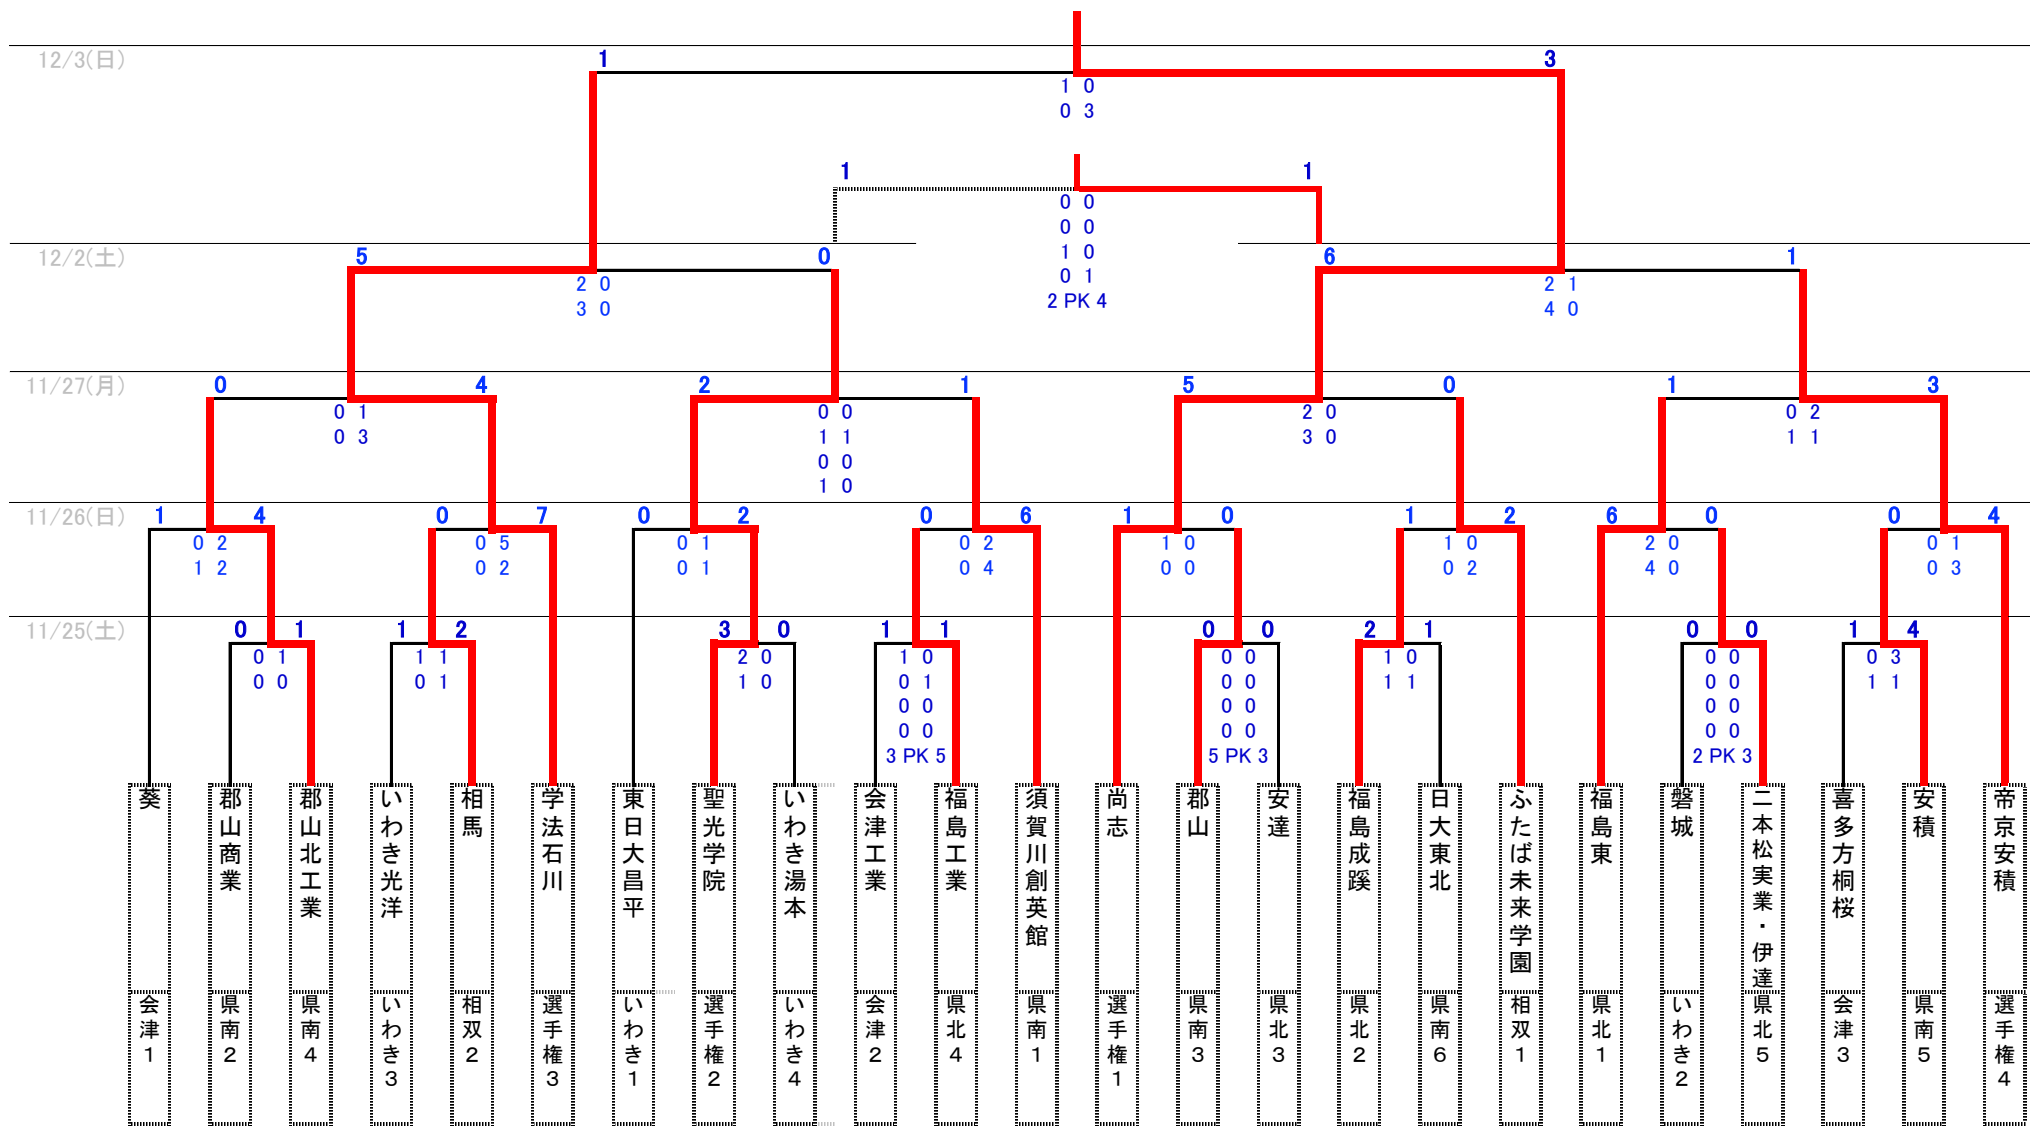 12/3(日)
1 3
1 0
0 3
1 1
0 0
0 0
1 0
0 1
2 PK 4
12/2(土)
5 0 6 1
2 0 2 1
3 0 4 0
11/27(月)
0 4 2 1 5 0 1 3
0 1 0 0 2 0 0 2
0 3 1 1 3 0 1 1
0 0
1 0
11/26(日)
1 4 0 7 0 2 0 6 1 0 1 2 6 0 0 4
0 2 0 5 0 1 0 2 1 0 1 0 2 0 0 1
1 2 0 2 0 1 0 4 0 0 0 2 4 0 0 3
11/25(土)
0 1 1 2 3 0 1 1 0 0 2 1 0 0 1 4
0 1 1 1 2 0 1 0 0 0 1 0 0 0 0 3
0 0 0 1 1 0 0 1 0 0 1 1 0 0 1 1
0 0 0 0 0 0
0 0 0 0 0 0
3 PK 5 5 PK 3 2 PK 3
葵
郡山商業
郡山北工業
いわき光洋
相馬
学法石川
東日大昌平
聖光学院
いわき湯本
会津工業
福島工業
須賀川創英館
尚志
郡山
安達
福島成蹊
日大東北
ふたば未来学園
福島東
磐城
二本松実業・伊達
喜多方桐桜
安積
帝京安積
会津1
県南2
県南4
いわき3
相双2
選手権3
いわき1
選手権2
いわき4
会津2
県北4
県南1
選手権1
県南3
県北3
県北2
県南6
相双1
県北1
いわき2
県北5
会津3
県南5
選手権4